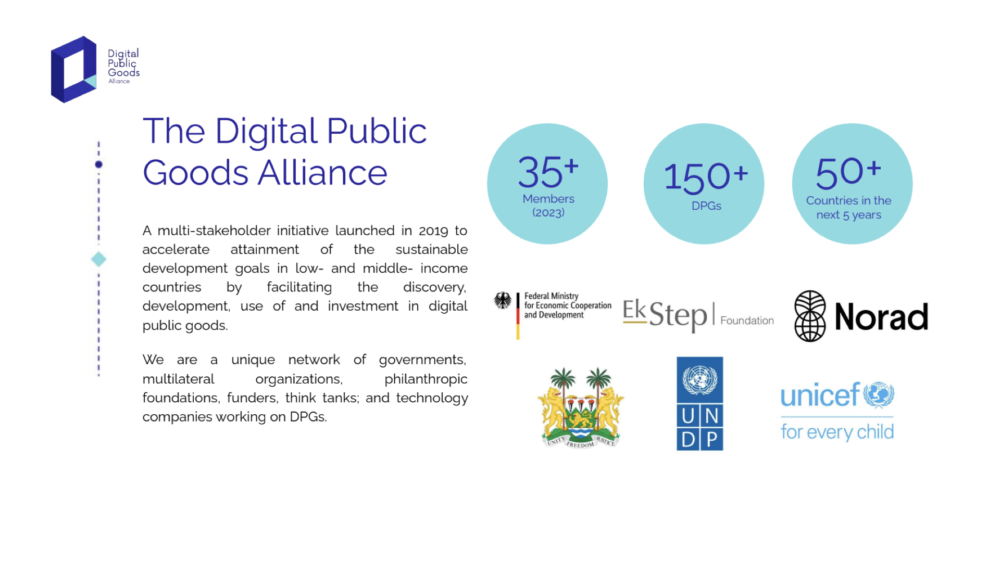 Digital
Public
Goods
Alliance
The Digital Public
Goods Alliance
A multi-stakeholder initiative launched in 2019 to
accelerate attainment of the sustainable
development goals in low- and middle- income
countries by facilitating the discovery,
development, use of and investment in digital
public goods.
We are a unique network of governments,
multilateral organizations, philanthropic
foundations, funders, think tanks; and technology
companies working on DPGs.
35+
Members
(2023)
150+
DPGs
50+
Countries in the
next 5 years
Federal Ministry
for Economic Cooperation
and Development
EkStep Foundation
Norad
UNITY FREEDOM JUSTICE
U N
D P
unicef
for every child